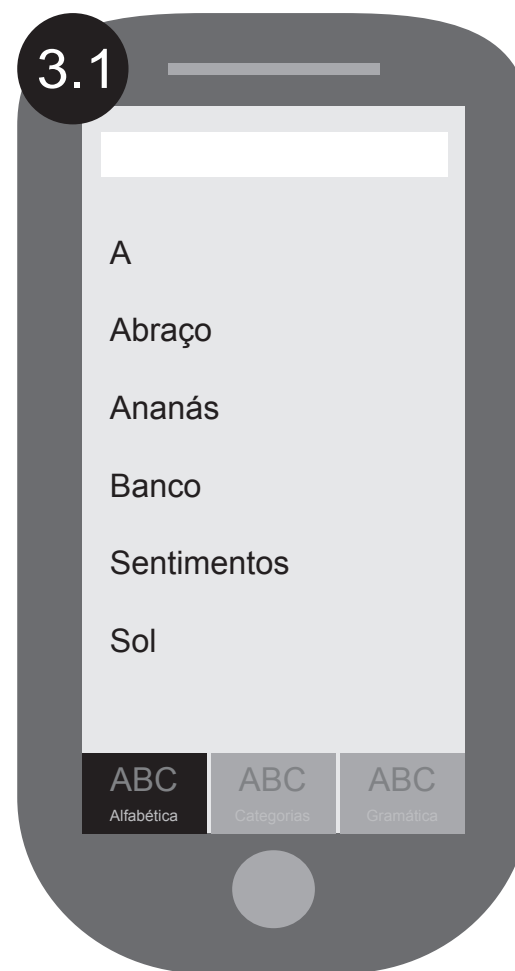 3.1
A
Abraço
Ananás
Banco
Sentimentos
Sol
ABC ABC ABC
Alfabética Categorias Gramática